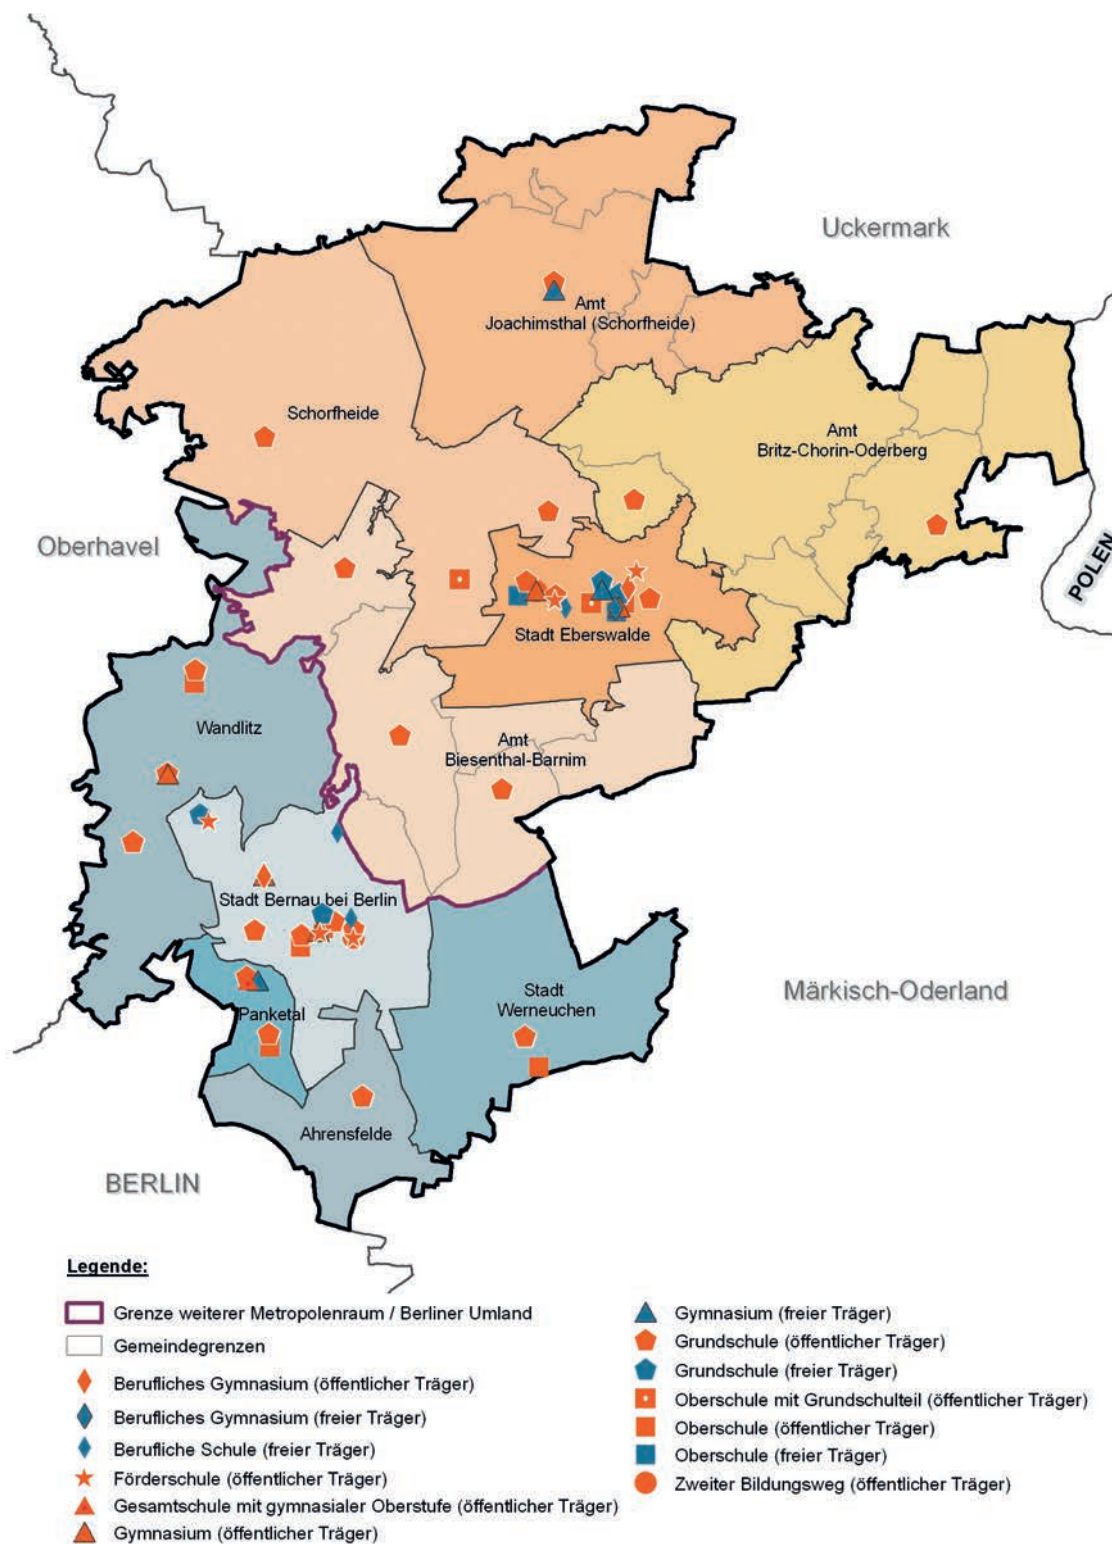 Uckermark
Amt
Joachimsthal (Schorfheide)
Schorfheide
Amt
Britz-Chorin-Oderberg
Oberhavel
POLEN
Stadt Eberswalde
Wandlitz
Amt
Biesenthal-Barnim
Stadt Bernau bei Berlin
Stadt
Werneuchen
Märkisch-Oderland
Panketal
Ahrensfelde
BERLIN
Legende:
Grenze weiterer Metropolenraum / Berliner Umland
Gemeindegrenzen
Berufliches Gymnasium (öffentlicher Träger)
Berufliches Gymnasium (freier Träger)
Berufliche Schule (freier Träger)
Förderschule (öffentlicher Träger)
Gesamtschule mit gymnasialer Oberstufe (öffentlicher Träger)
Gymnasium (öffentlicher Träger)
Gymnasium (freier Träger)
Grundschule (öffentlicher Träger)
Grundschule (freier Träger)
Oberschule mit Grundschulteil (öffentlicher Träger)
Oberschule (öffentlicher Träger)
Oberschule (freier Träger)
Zweiter Bildungsweg (öffentlicher Träger)